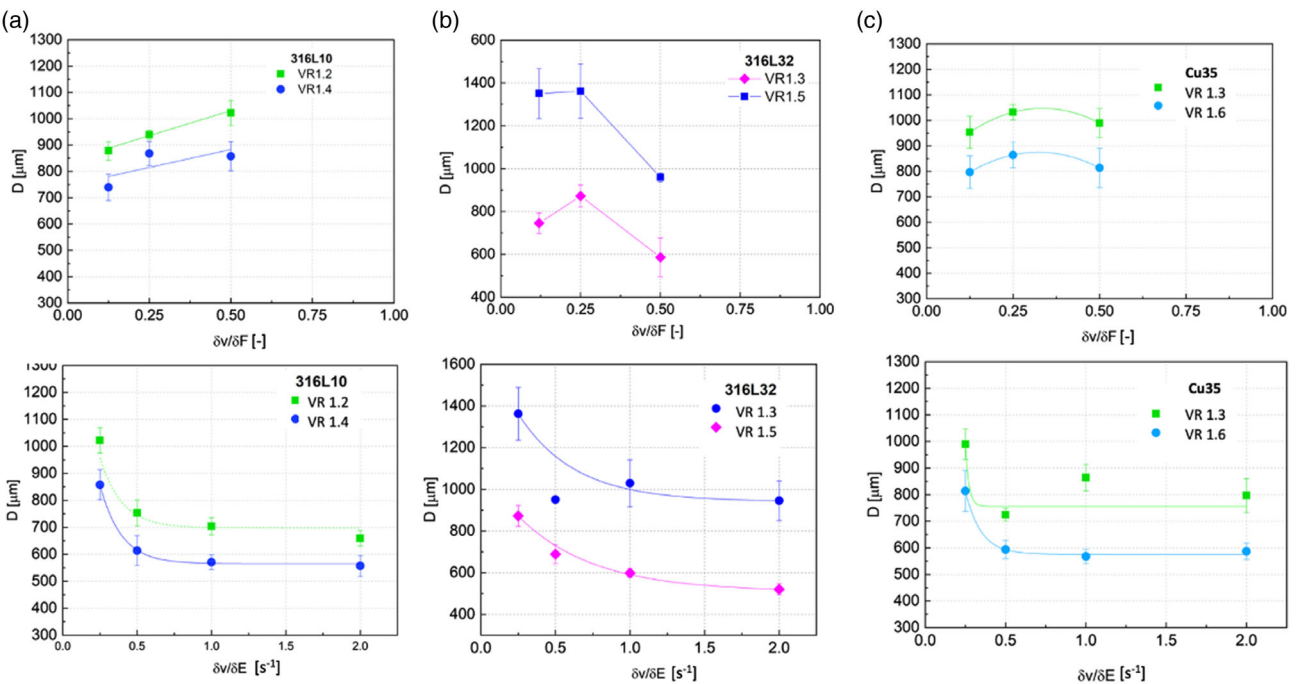 (a)
1300
1200
1100
1000
900
800
700
600
500
400
300
D [µm]
316L10
VR1.2
VR1.4
0.00 0.25 0.50 0.75 1.00
δv/δF [-]
(b)
600
1400
1200
1000
800
600
400
D [µm]
316L32
VR1.3
VR1.5
0.00 0.25 0.50 0.75 1.00
δv/δF [-]
(c)
1300
1200
1100
1000
900
800
700
600
500
400
300
D [µm]
Cu35
VR 1.3
VR 1.6
0.00 0.25 0.50 0.75 1.00
δv/δF [-]
1300
1200
1100
1000
900
800
700
600
500
400
300
D [µm]
316L10
VR 1.2
VR 1.4
0.0 0.5 1.0 1.5 2.0
δv/δE [s⁻¹]
1600
1400
1200
1000
800
600
400
D [µm]
316L32
VR 1.3
VR 1.5
0.0 0.5 1.0 1.5 2.0
δv/δE [s⁻¹]
1300
1200
1100
1000
900
800
700
600
500
400
300
D [µm]
Cu35
VR 1.3
VR 1.6
0.0 0.5 1.0 1.5 2.0
δv/δE [s⁻¹]